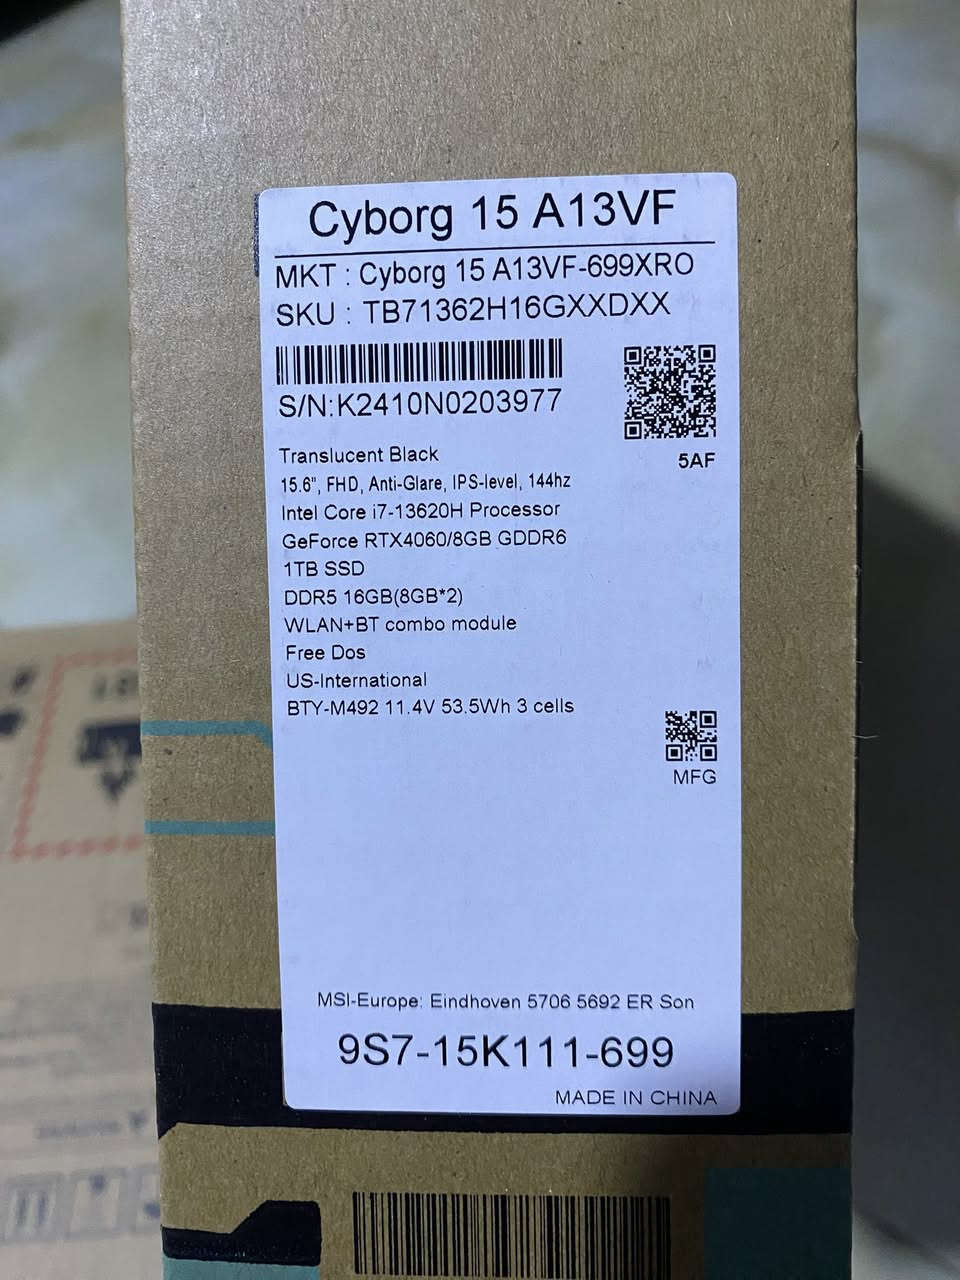 Cyborg 15 A13VF
MKT : Cyborg 15 A13VF-699XRO
SKU : TB71362H16GXXDXX
S/N:K2410N0203977
5AF
Translucent Black
15.6", FHD, Anti-Glare, IPS-level, 144hz
Intel Core i7-13620H Processor
GeForce RTX4060/8GB GDDR6
1TB SSD
DDR5 16GB(8GB*2)
WLAN+BT combo module
Free Dos
US-International
BTY-M492 11.4V 53.5Wh 3 cells
MFG
MSI-Europe: Eindhoven 5706 5692 ER Son
9S7-15K111-699
MADE IN CHINA